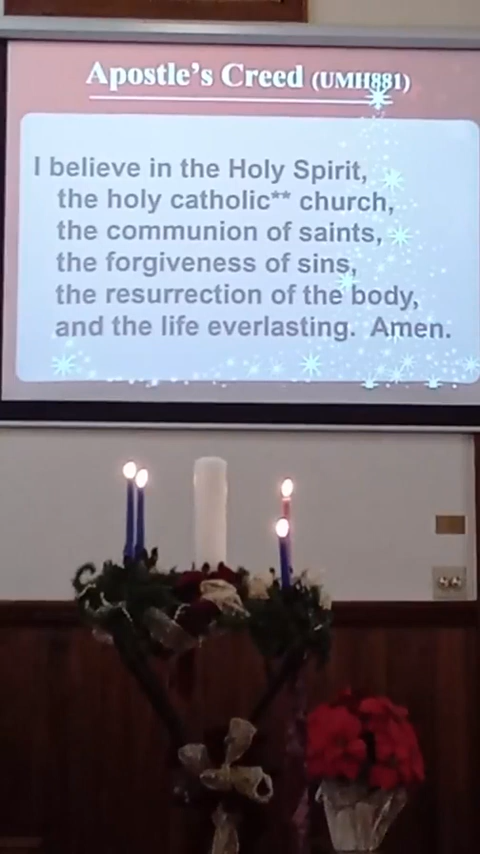 Apostle's Creed (UMH881)
I believe in the Holy Spirit,
the holy catholic** church,
the communion of saints,
the forgiveness of sins,
the resurrection of the body,
and the life everlasting. Amen.